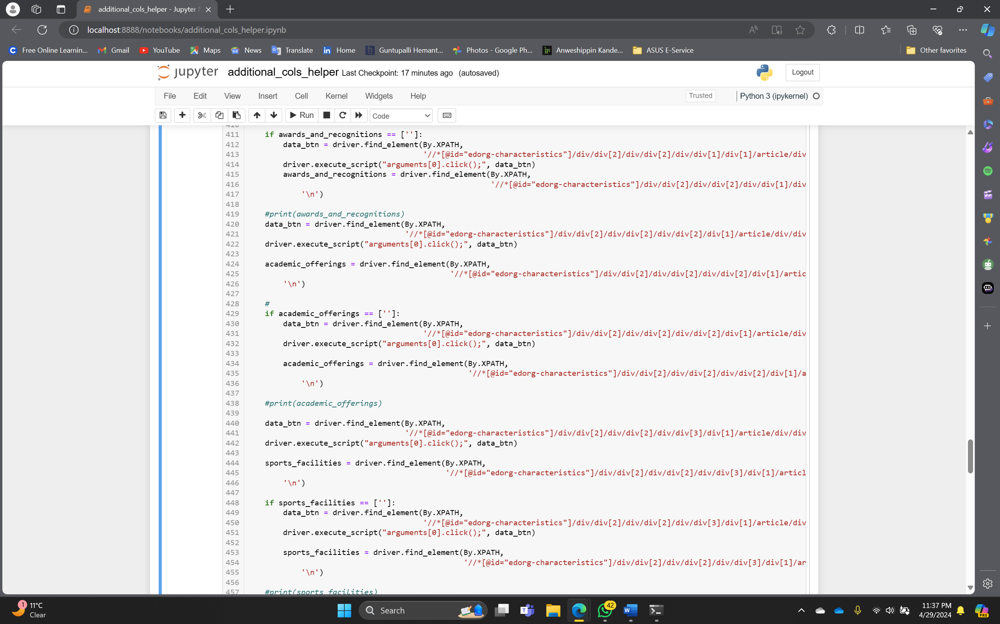 additional_cols_helper - Jupyter
localhost:8888/notebooks/additional_cols_helper.ipynb
Free Online Learnin... Gmail YouTube Maps News Translate Home Guntupalli Hemant... Photos - Google Ph... Anweshippin Kande... ASUS E-Service Other favorites
jupyter additional_cols_helper Last Checkpoint: 17 minutes ago (autosaved) Logout
File Edit View Insert Cell Kernel Widgets Help Trusted Python 3 (ipykernel)
Run Code
410
411 if awards_and_recognitions == ['']:
412 data_btn = driver.find_element(By.XPATH,
413 '//*[@id="edorg-characteristics"]/div/div[2]/div/div[2]/div/div[1]/div[1]/article/div
414 driver.execute_script("arguments[0].click();", data_btn)
415 awards_and_recognitions = driver.find_element(By.XPATH,
416 '//*[@id="edorg-characteristics"]/div/div[2]/div/div[2]/div/div[1]/div
417 '\n')
418
419 #print(awards_and_recognitions)
420 data_btn = driver.find_element(By.XPATH,
421 '//*[@id="edorg-characteristics"]/div/div[2]/div/div[2]/div/div[2]/div[1]/article/div/div
422 driver.execute_script("arguments[0].click();", data_btn)
423
424 academic_offerings = driver.find_element(By.XPATH,
425 '//*[@id="edorg-characteristics"]/div/div[2]/div/div[2]/div/div[2]/div[1]/artic
426 '\n')
427
428 #
429 if academic_offerings == ['']:
430 data_btn = driver.find_element(By.XPATH,
431 '//*[@id="edorg-characteristics"]/div/div[2]/div/div[2]/div/div[2]/div[1]/article/div
432 driver.execute_script("arguments[0].click();", data_btn)
433
434 academic_offerings = driver.find_element(By.XPATH,
435 '//*[@id="edorg-characteristics"]/div/div[2]/div/div[2]/div/div[2]/div[1]/a
436 '\n')
437
438 #print(academic_offerings)
439
440 data_btn = driver.find_element(By.XPATH,
441 '//*[@id="edorg-characteristics"]/div/div[2]/div/div[2]/div/div[3]/div[1]/article/div/div
442 driver.execute_script("arguments[0].click();", data_btn)
443
444 sports_facilities = driver.find_element(By.XPATH,
445 '//*[@id="edorg-characteristics"]/div/div[2]/div/div[2]/div/div[3]/div[1]/articl
446 '\n')
447
448 if sports_facilities == ['']:
449 data_btn = driver.find_element(By.XPATH,
450 '//*[@id="edorg-characteristics"]/div/div[2]/div/div[2]/div/div[3]/div[1]/article/div
451 driver.execute_script("arguments[0].click();", data_btn)
452
453 sports_facilities = driver.find_element(By.XPATH,
454 '//*[@id="edorg-characteristics"]/div/div[2]/div/div[2]/div/div[3]/div[1]/ar
455 '\n')
456
457 #print(sports_facilities)
1 11°C Search 42 11:37 PM
Clear 4/29/2024 PRE